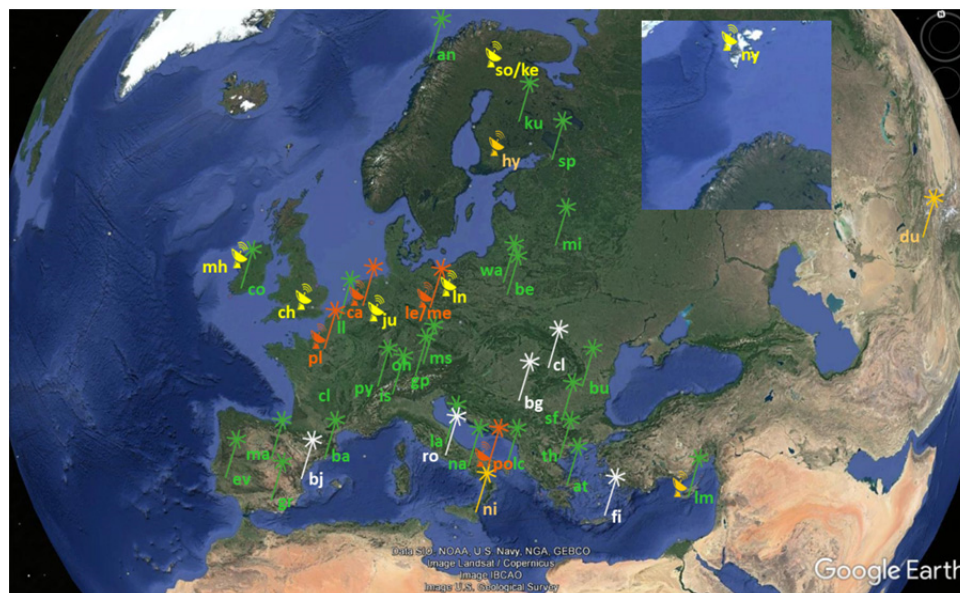 an
so/ke
ny
ku
hy
sp
du
mi
mh
wa
co
be
ch
ll
ca
ju
le/me
ln
pl
oh
ms
cl
py
is
gp
cl
bg
bu
sf
ma
ba
la
ro
na
po
lc
th
ev
bj
gr
at
lm
ni
fi
Data SIO, NOAA, U.S. Navy, NGA, GEBCO
Image Landsat / Copernicus
Image IBCAO
Image U.S. Geological Survey
Google Earth